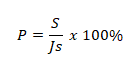 P = S / Js x 100%